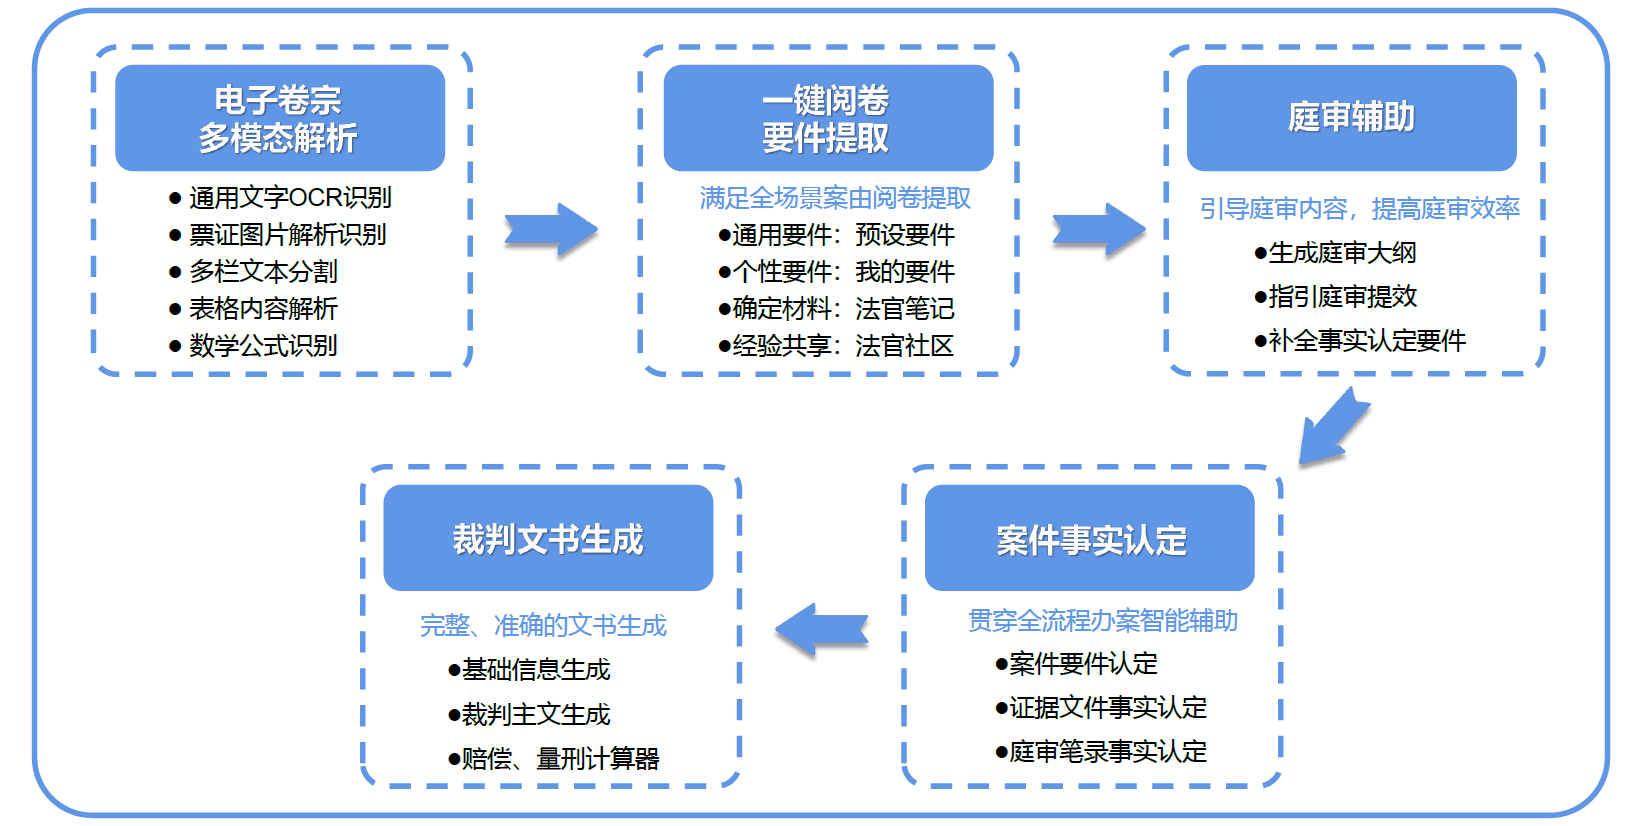 电子卷宗
多模态解析
● 通用文字OCR识别
● 票证图片解析识别
● 多栏文本分割
● 表格内容解析
● 数学公式识别
一键阅卷
要件提取
满足全场景案由阅卷提取
●通用要件：预设要件
●个性要件：我的要件
●确定材料：法官笔记
●经验共享：法官社区
庭审辅助
引导庭审内容，提高庭审效率
●生成庭审大纲
●指引庭审提效
●补全事实认定要件
案件事实认定
贯穿全流程办案智能辅助
●案件要件认定
●证据文件事实认定
●庭审笔录事实认定
裁判文书生成
完整、准确的文书生成
●基础信息生成
●裁判主文生成
●赔偿、量刑计算器